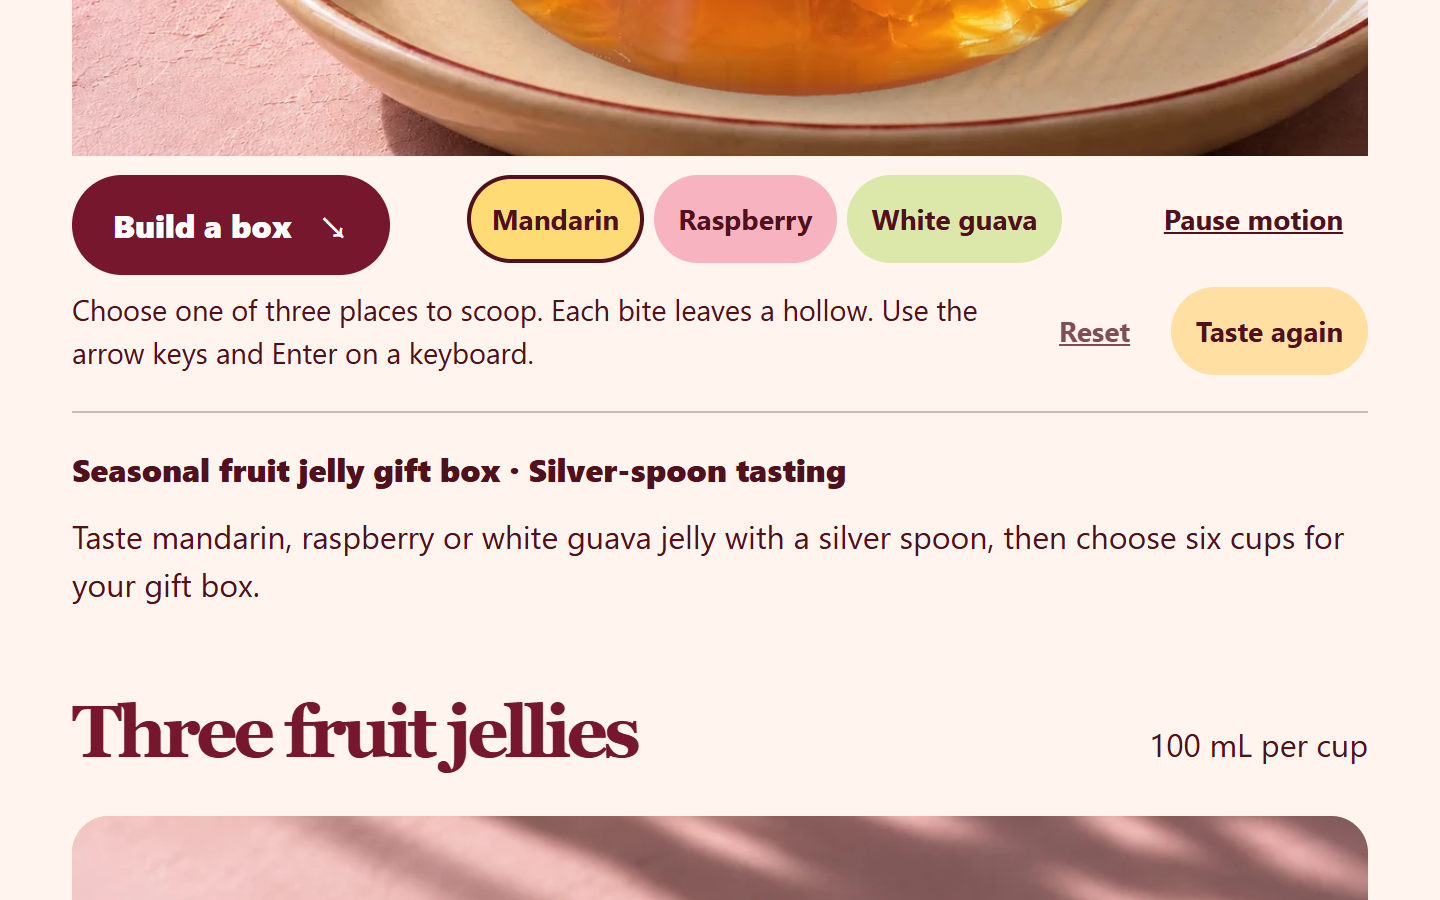 Build a box ↘
Mandarin
Raspberry
White guava
Pause motion
Choose one of three places to scoop. Each bite leaves a hollow. Use the
arrow keys and Enter on a keyboard.
Reset
Taste again
Seasonal fruit jelly gift box · Silver-spoon tasting
Taste mandarin, raspberry or white guava jelly with a silver spoon, then choose six cups for
your gift box.
Three fruit jellies
100 mL per cup